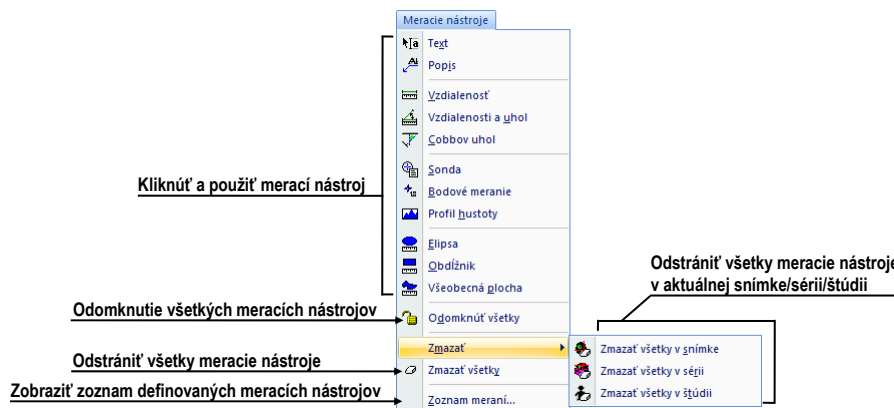 Meracie nástroje
Text
Popis
Vzdialenosť
Vzdialenosti a uhol
Cobbov uhol
Sonda
Bodové meranie
Profil hustoty
Elipsa
Obdĺžnik
Všeobecná plocha
Odomknúť všetky
Zmazať
Zmazať všetky
Zoznam meraní...
Zmazať všetky v snímke
Zmazať všetky v sérii
Zmazať všetky v štúdii
Kliknúť a použiť merací nástroj
Odomknutie všetkých meracích nástrojov
Odstrániť všetky meracie nástroje
Zobraziť zoznam definovaných meracích nástrojov
Odstrániť všetky meracie nástroje
v aktuálnej snímke/sérii/štúdii